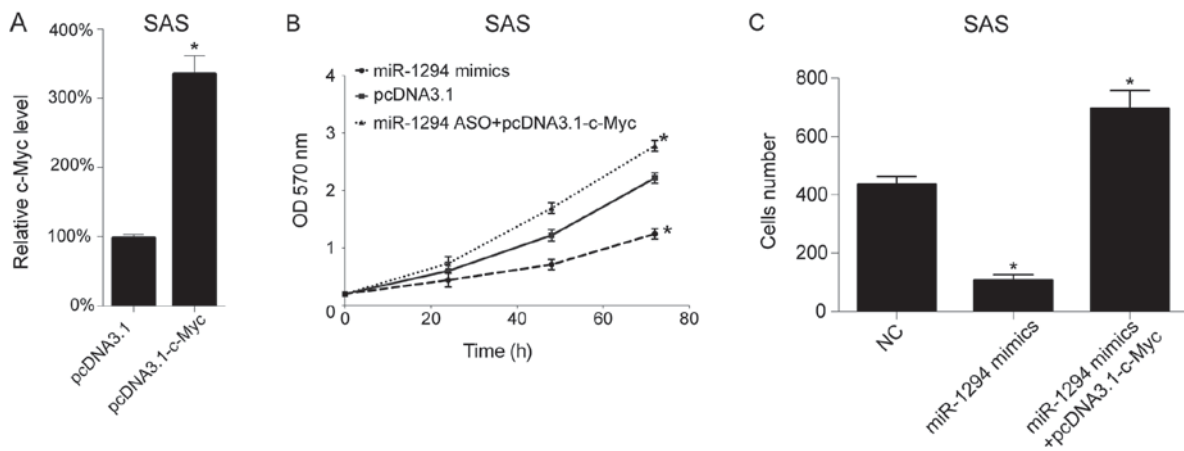 A
SAS
Relative c-Myc level
400%
300%
200%
100%
0%
*
pcDNA3.1
pcDNA3.1-c-Myc
B
SAS
miR-1294 mimics
pcDNA3.1
miR-1294 ASO+pcDNA3.1-c-Myc
OD 570 nm
4
3
2
1
0
*
*
0
20
40
60
80
Time (h)
C
SAS
Cells number
800
600
400
200
0
*
*
NC
miR-1294 mimics
miR-1294 mimics
+pcDNA3.1-c-Myc